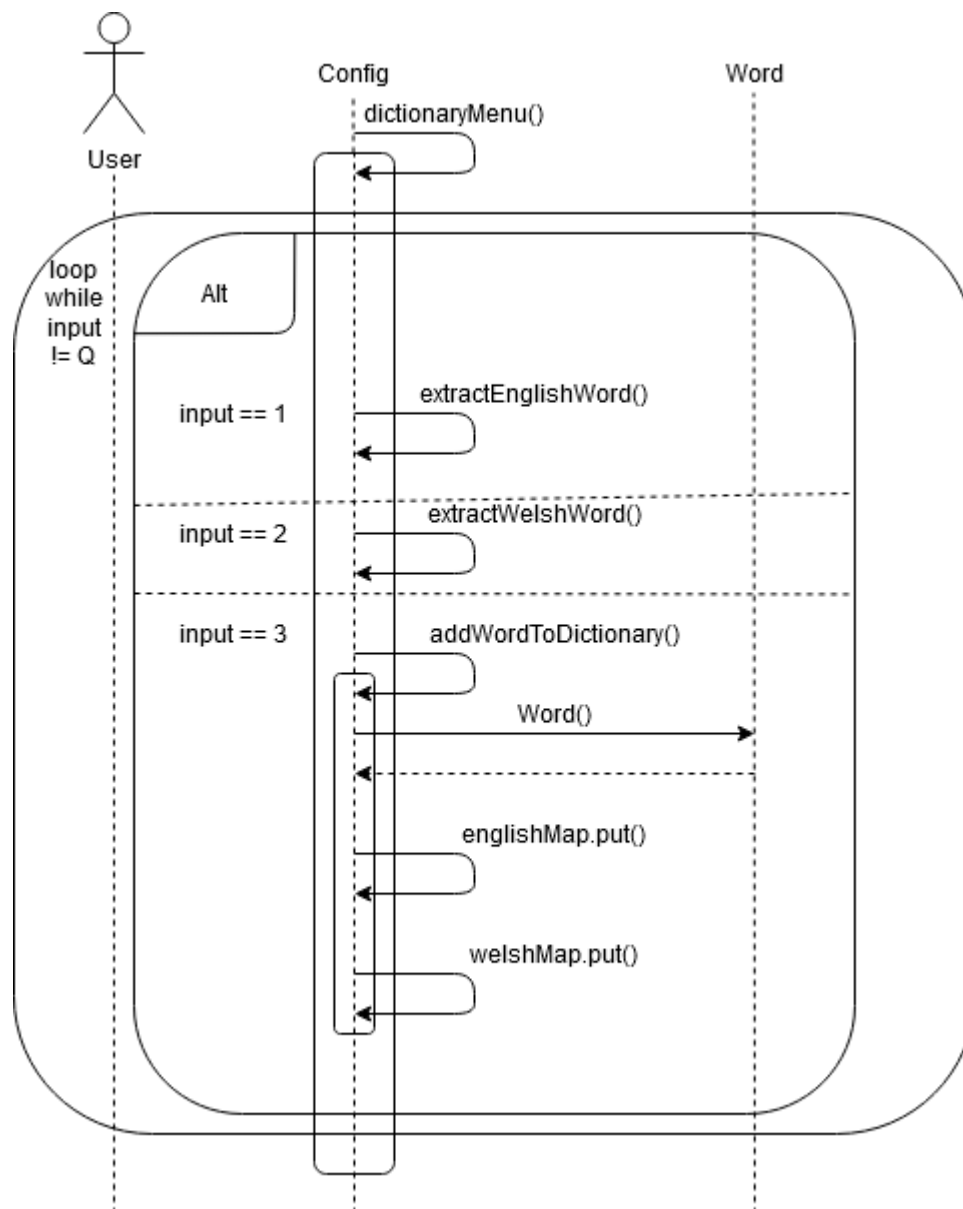 Config
Word
dictionaryMenu()
User
loop
while
input
!= Q
Alt
input == 1
extractEnglishWord()
input == 2
extractWelshWord()
input == 3
addWordToDictionary()
Word()
englishMap.put()
welshMap.put()